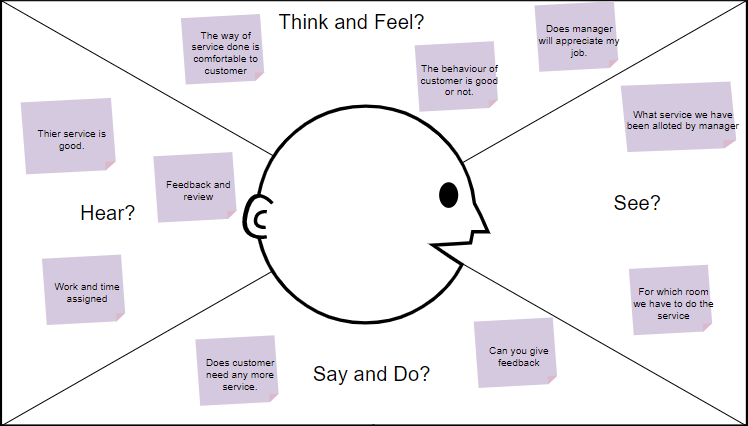 Think and Feel?
The way of
service done is
comfortable to
customer
The behaviour of
customer is good
or not.
Does manager
will appreciate my
job.
Thier service is
good.
Feedback and
review
Hear?
Work and time
assigned
What service we have
been alloted by manager
See?
For which room
we have to do the
service
Does customer
need any more
service.
Say and Do?
Can you give
feedback